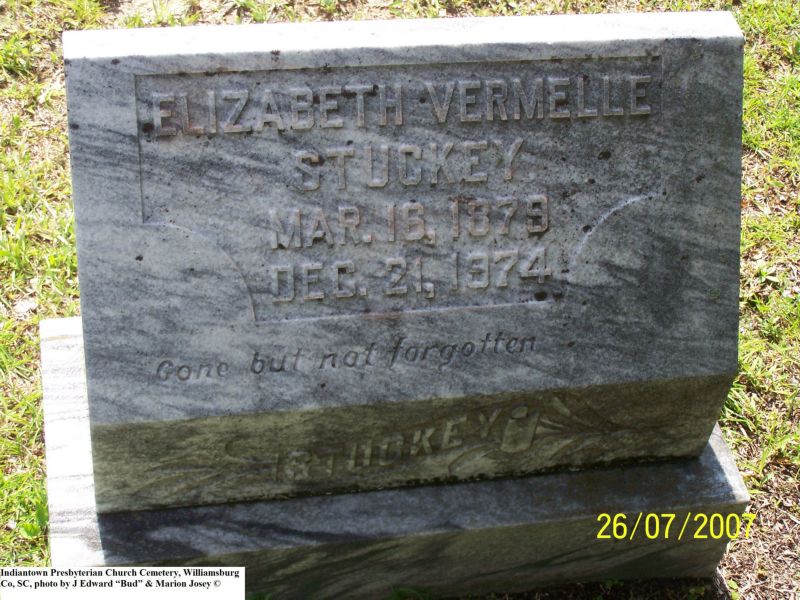 ELIZABETH VERMELLE
STUCKEY
MAR. 16, 1879
DEC. 21, 1974
Gone but not forgotten
STUCKEY
26/07/2007
Indiantown Presbyterian Church Cemetery, Williamsburg
Co, SC, photo by J Edward “Bud” & Marion Josey ©